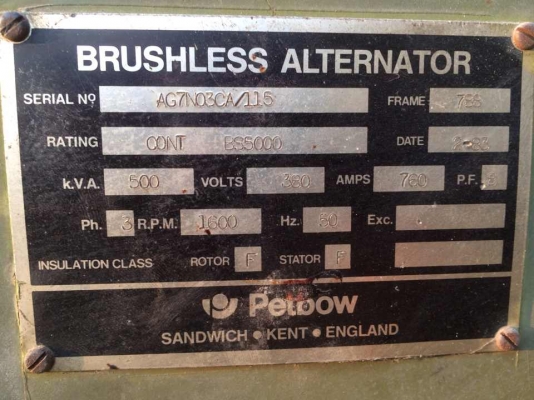 BRUSHLESS ALTERNATOR
SERIAL No AG7N03CA/115 FRAME
RATING CONT BS5000 DATE
k.V.A. 500 VOLTS 380 AMPS 760 P.F.
Ph. 3 R.P.M. 1600 Hz. 50 Exc.
INSULATION CLASS ROTOR F STATOR F
Petbow
SANDWICH • KENT • ENGLAND